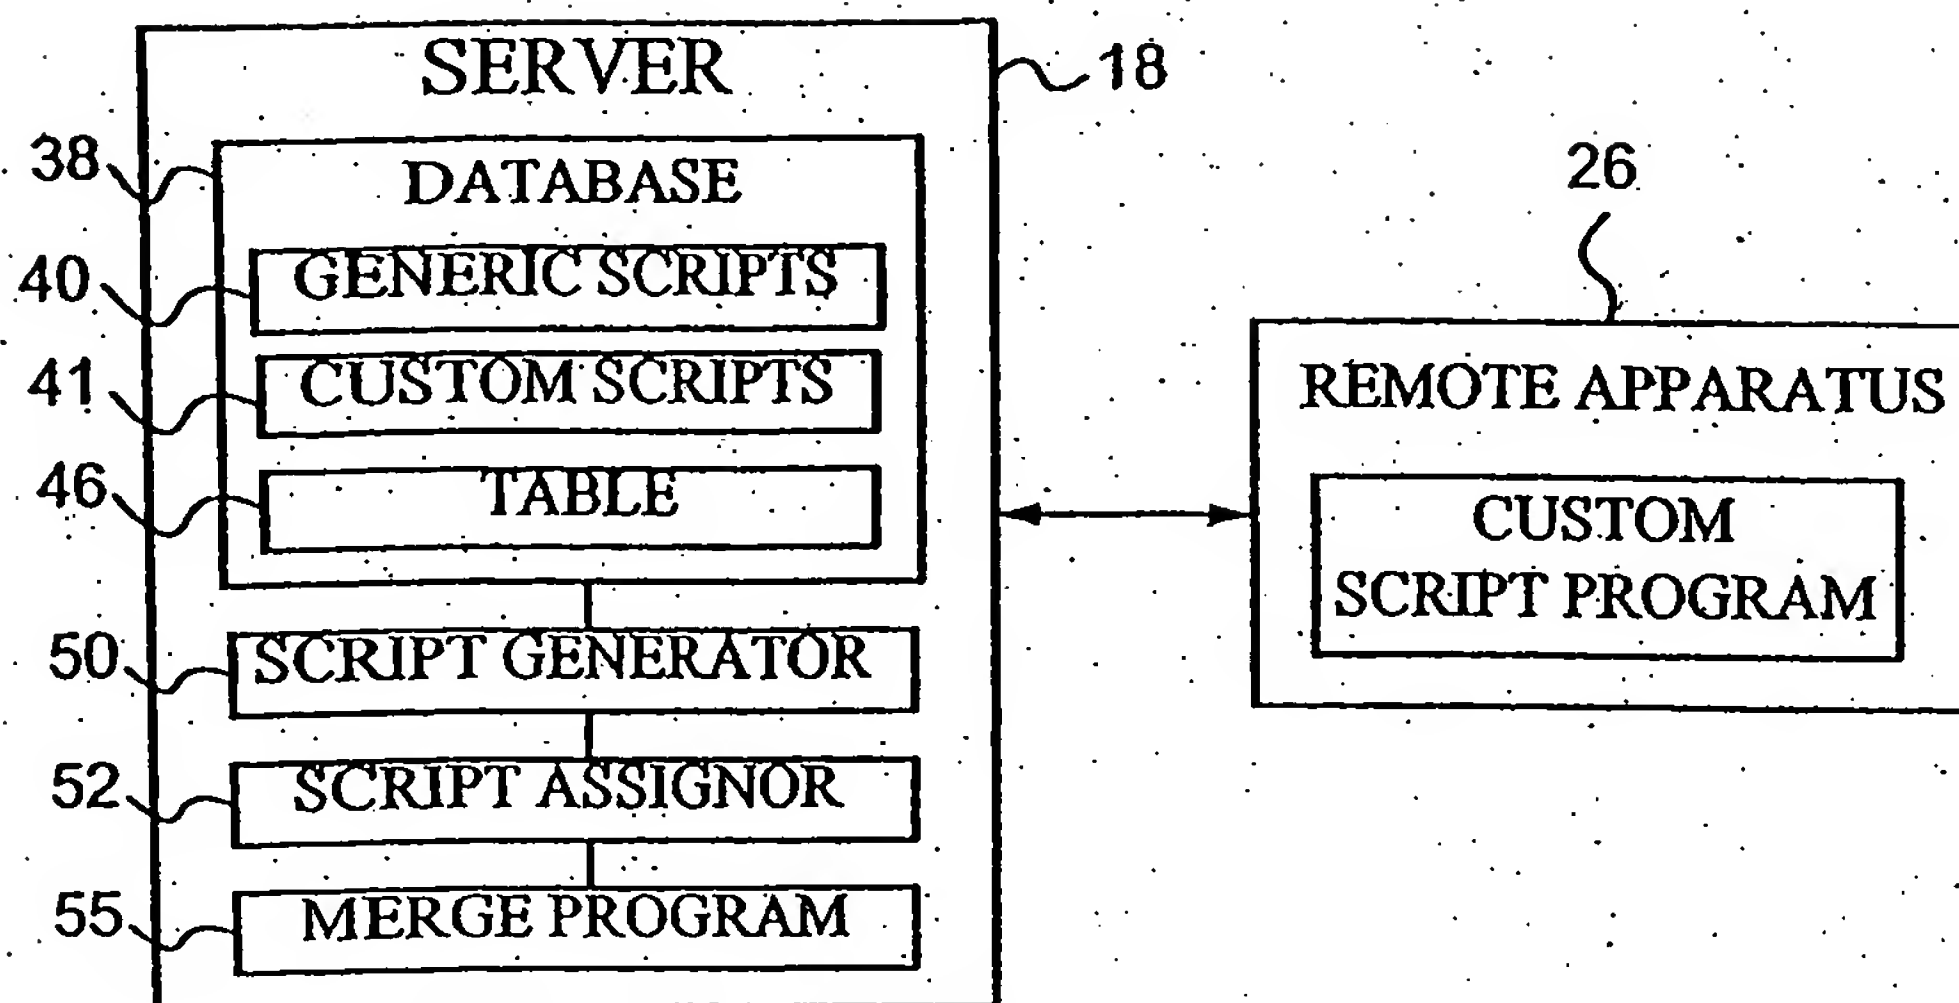 SERVER
18
38
DATABASE
26
40
GENERIC SCRIPTS
41
CUSTOM SCRIPTS
REMOTE APPARATUS
46
TABLE
CUSTOM
SCRIPT PROGRAM
50
SCRIPT GENERATOR
52
SCRIPT ASSIGNOR
55
MERGE PROGRAM